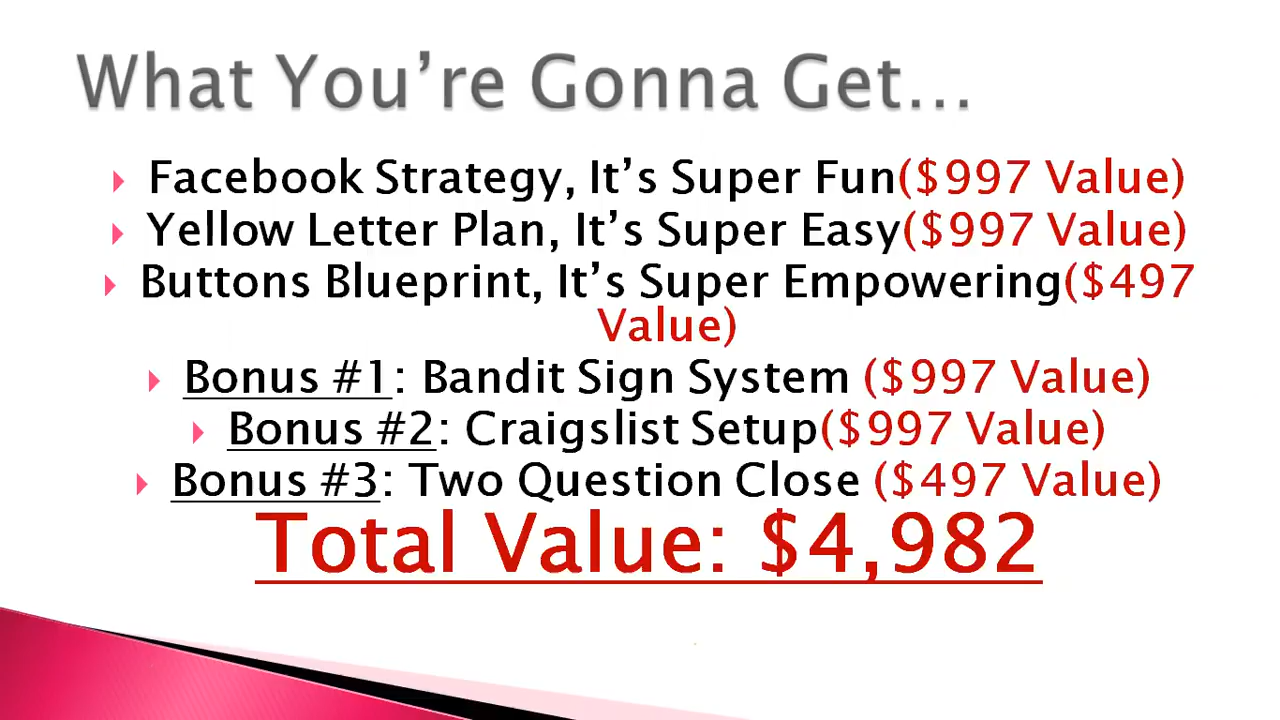 What You’re Gonna Get…
Facebook Strategy, It’s Super Fun($997 Value)
Yellow Letter Plan, It’s Super Easy($997 Value)
Buttons Blueprint, It’s Super Empowering($497
Value)
Bonus #1: Bandit Sign System ($997 Value)
Bonus #2: Craigslist Setup($997 Value)
Bonus #3: Two Question Close ($497 Value)
Total Value: $4,982